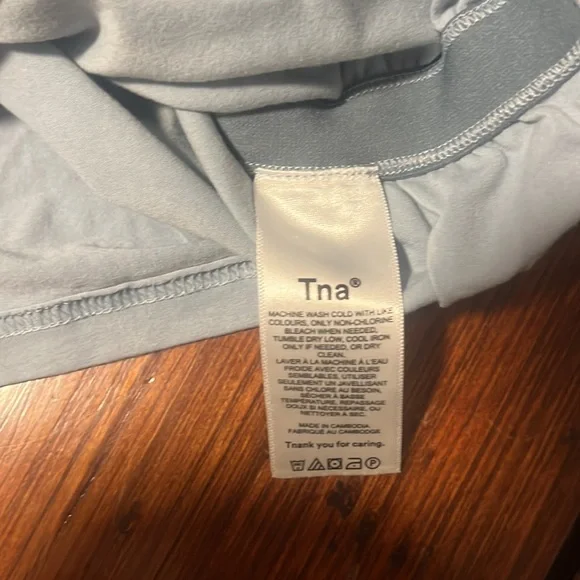 Tna®
MACHINE WASH COLD WITH LIKE
COLOURS, ONLY NON-CHLORINE
BLEACH WHEN NEEDED,
TUMBLE DRY LOW, COOL IRON
ONLY IF NEEDED, OR DRY
CLEAN.
LAVER À LA MACHINE À L'EAU
FROIDE AVEC COULEURS
SEMBLABLES, UTILISER
SEULEMENT UN JAVELLISANT
SANS CHLORE AU BESOIN,
SÉCHER À BASSE
TEMPÉRATURE, REPASSAGE
DOUX SI NÉCESSAIRE, OU
NETTOYER À SEC.
MADE IN CAMBODIA
FABRIQUÉ AU CAMBODGE
Tnank you for caring.